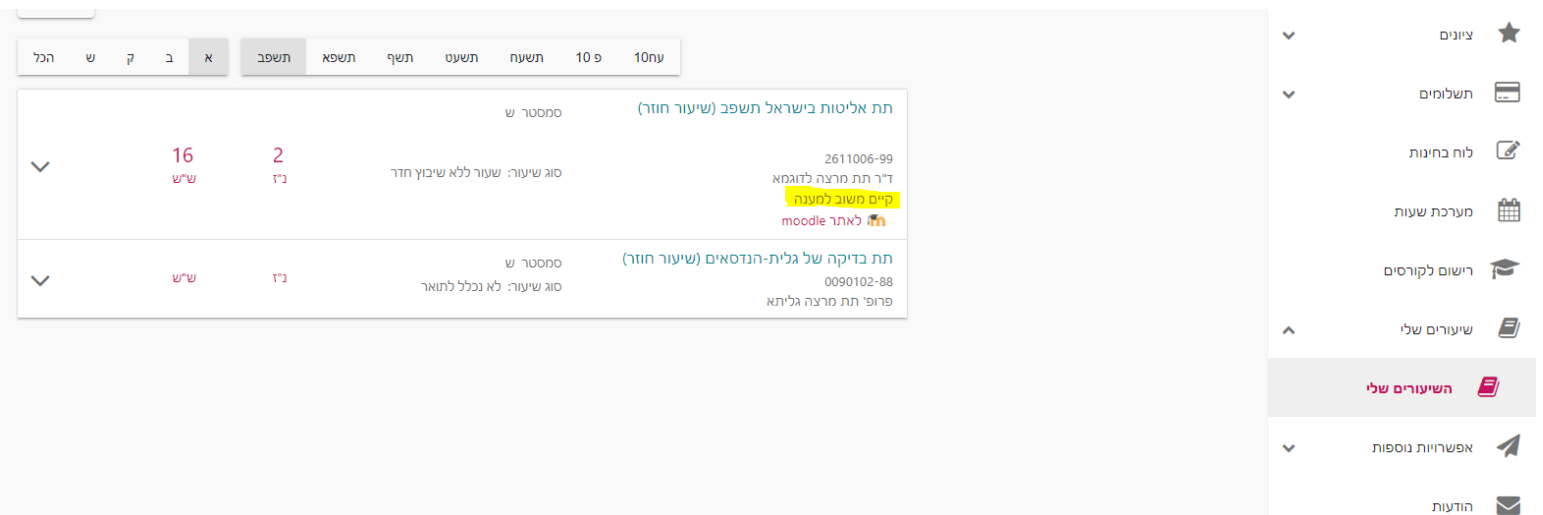 ציונים
תשלומים
לוח בחינות
מערכת שעות
רישום לקורסים
שיעורים שלי
השיעורים שלי
אפשרויות נוספות
הודעות
עח10 פ 10 תשעח תשעט תשף תשפא תשפב א ב ק ש הכל
תת אליטות בישראל תשפב (שיעור חוזר) סמסטר ש
2611006-99
ד"ר תת מרצה לדוגמא
קיים משוב למענה
לאתר moodle
סוג שיעור: שעור ללא שיבוץ חדר
2
נ"ז
16
ש"ש
תת בדיקה של גלית-הנדסאים (שיעור חוזר) סמסטר ש
0090102-88
פרופ' תת מרצה גליתא
סוג שיעור: לא נכלל לתואר
נ"ז
ש"ש